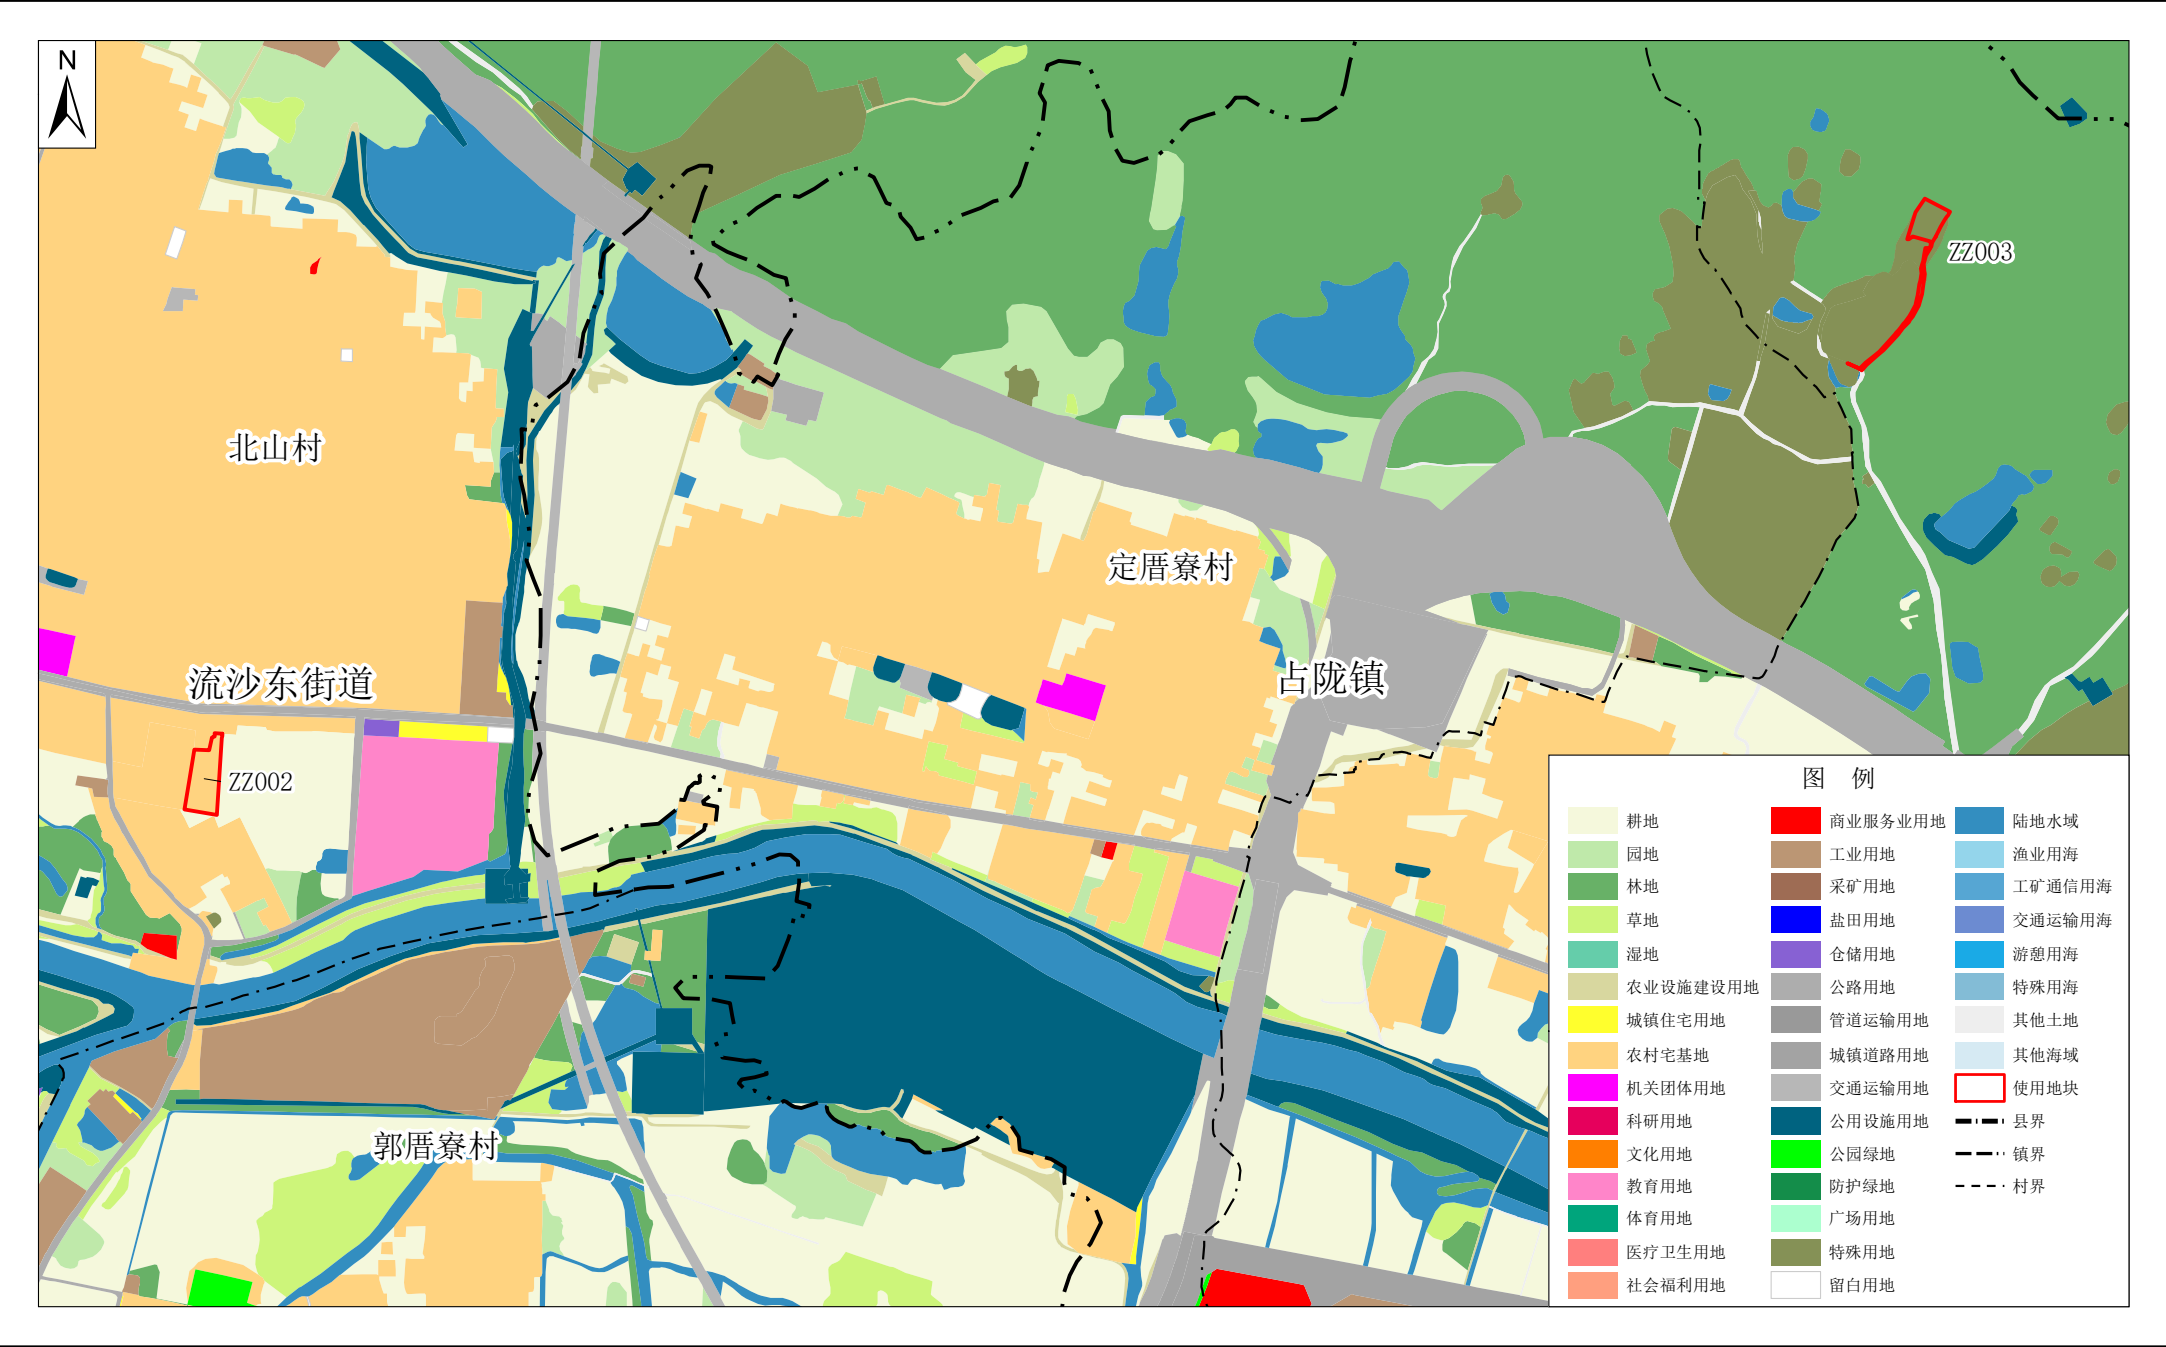 N
ZZ003
北山村
定厝寮村
流沙东街道
占陇镇
ZZ002
郭厝寮村
图 例
耕地
园地
林地
草地
湿地
农业设施建设用地
城镇住宅用地
农村宅基地
机关团体用地
科研用地
文化用地
教育用地
体育用地
医疗卫生用地
社会福利用地
商业服务业用地
工业用地
采矿用地
盐田用地
仓储用地
公路用地
管道运输用地
城镇道路用地
交通运输用地
公用设施用地
公园绿地
防护绿地
广场用地
特殊用地
留白用地
陆地水域
渔业用海
工矿通信用海
交通运输用海
游憩用海
特殊用海
其他土地
其他海域
使用地块
县界
镇界
村界